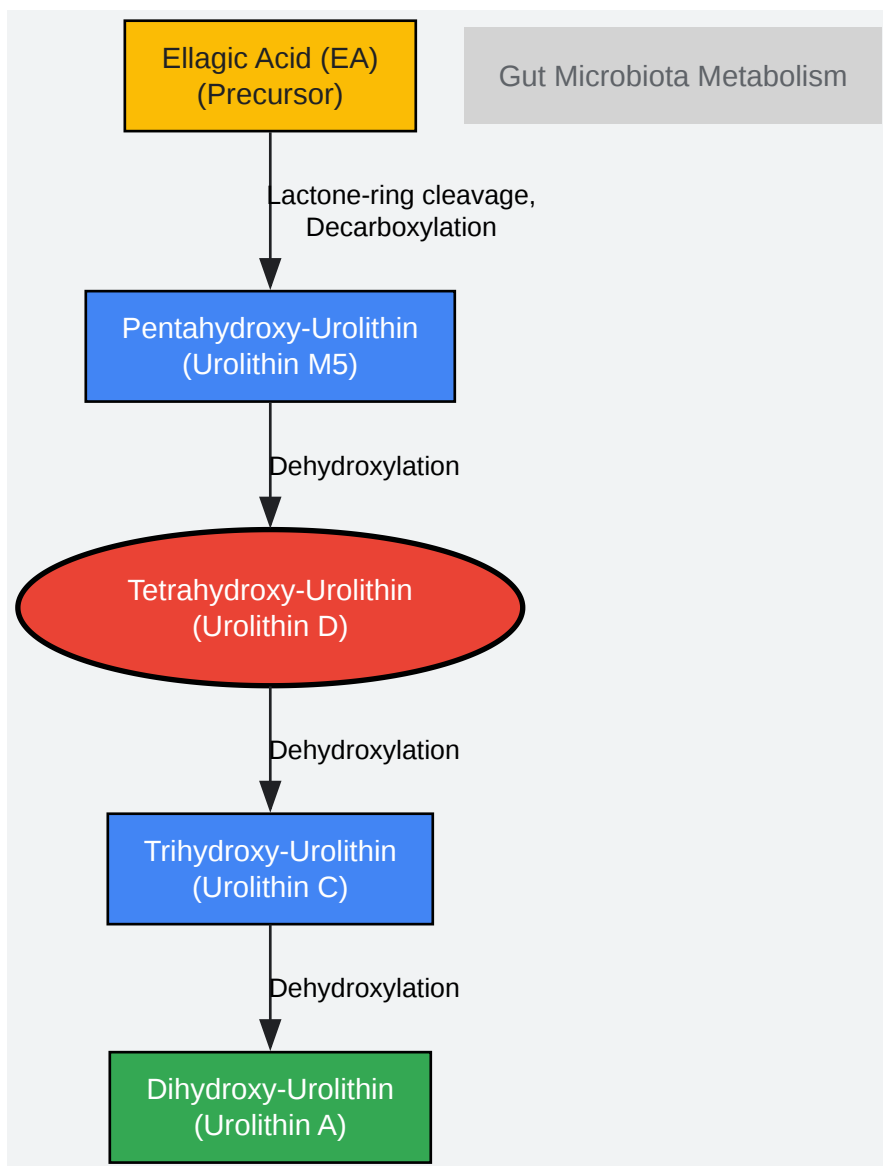 Ellagic Acid (EA)
(Precursor)
Gut Microbiota Metabolism
Lactone-ring cleavage,
Decarboxylation
Pentahydroxy-Urolithin
(Urolithin M5)
Dehydroxylation
Tetrahydroxy-Urolithin
(Urolithin D)
Dehydroxylation
Trihydroxy-Urolithin
(Urolithin C)
Dehydroxylation
Dihydroxy-Urolithin
(Urolithin A)